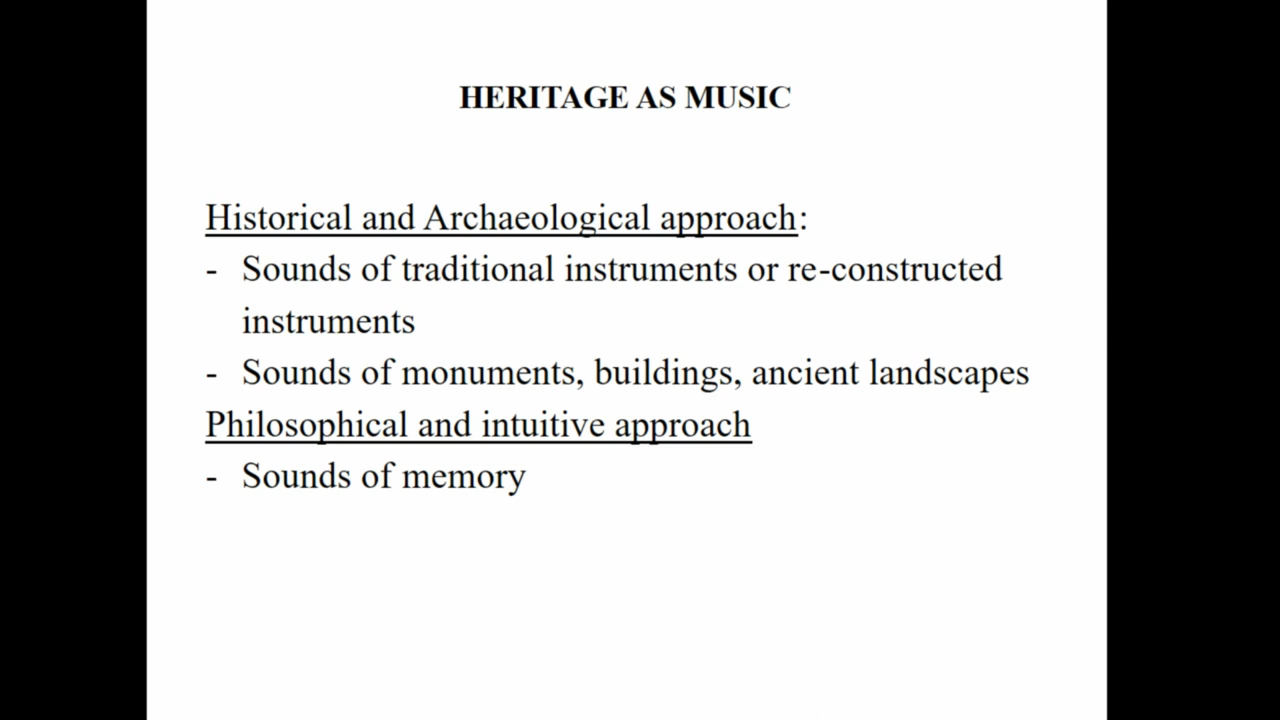 HERITAGE AS MUSIC
Historical and Archaeological approach:
- Sounds of traditional instruments or re-constructed
instruments
- Sounds of monuments, buildings, ancient landscapes
Philosophical and intuitive approach
- Sounds of memory